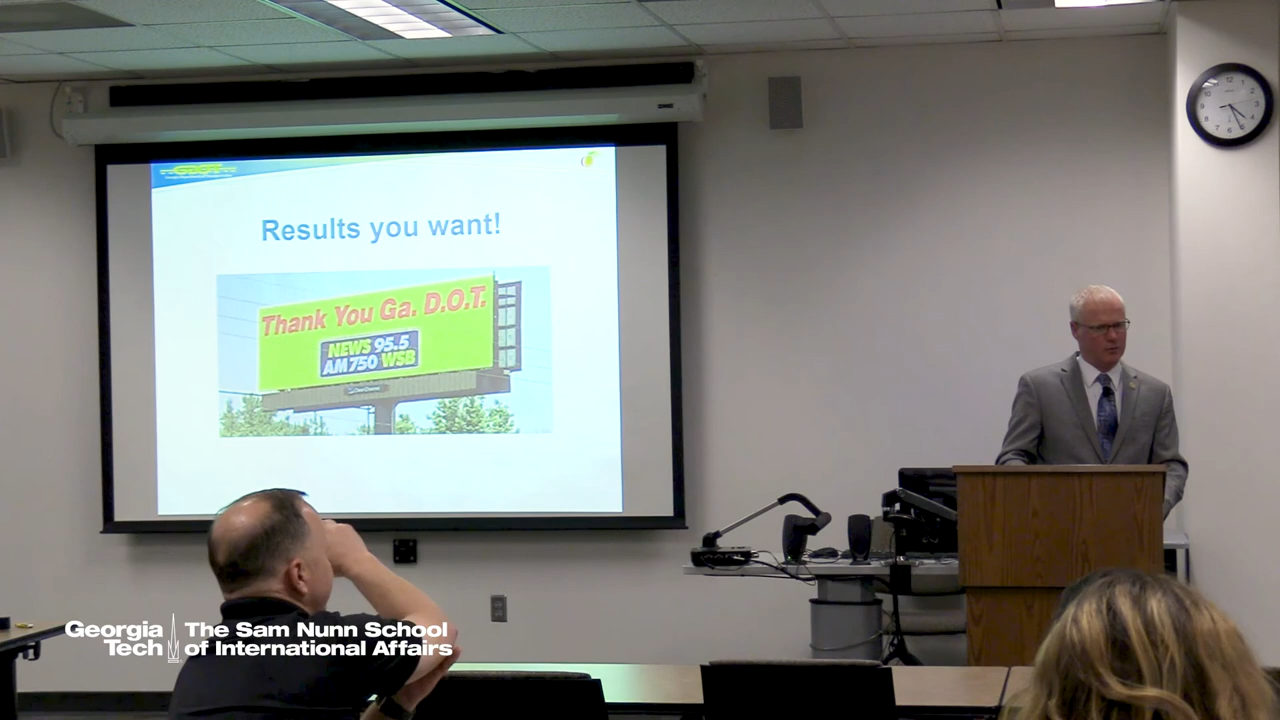 GDOT
Results you want!
Thank You Ga. D.O.T.
NEWS 95.5
AM 750 WSB
Georgia Tech
The Sam Nunn School
of International Affairs